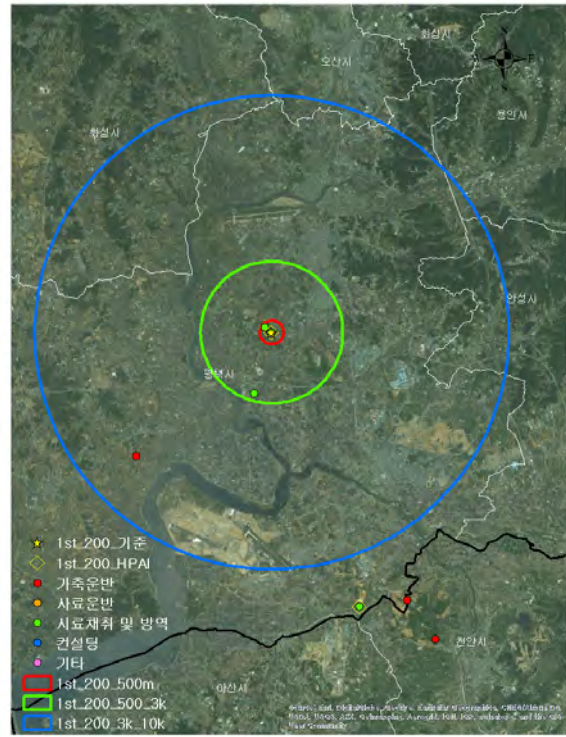 화성시
오산시
용인시
화성시
안성시
평택시
천안시
아산시
1st_200_기준
1st_200_HPAI
가축운반
사료운반
시료채취 및 방역
컨설팅
기타
1st_200_500m
1st_200_500_3k
1st_200_3k_10k